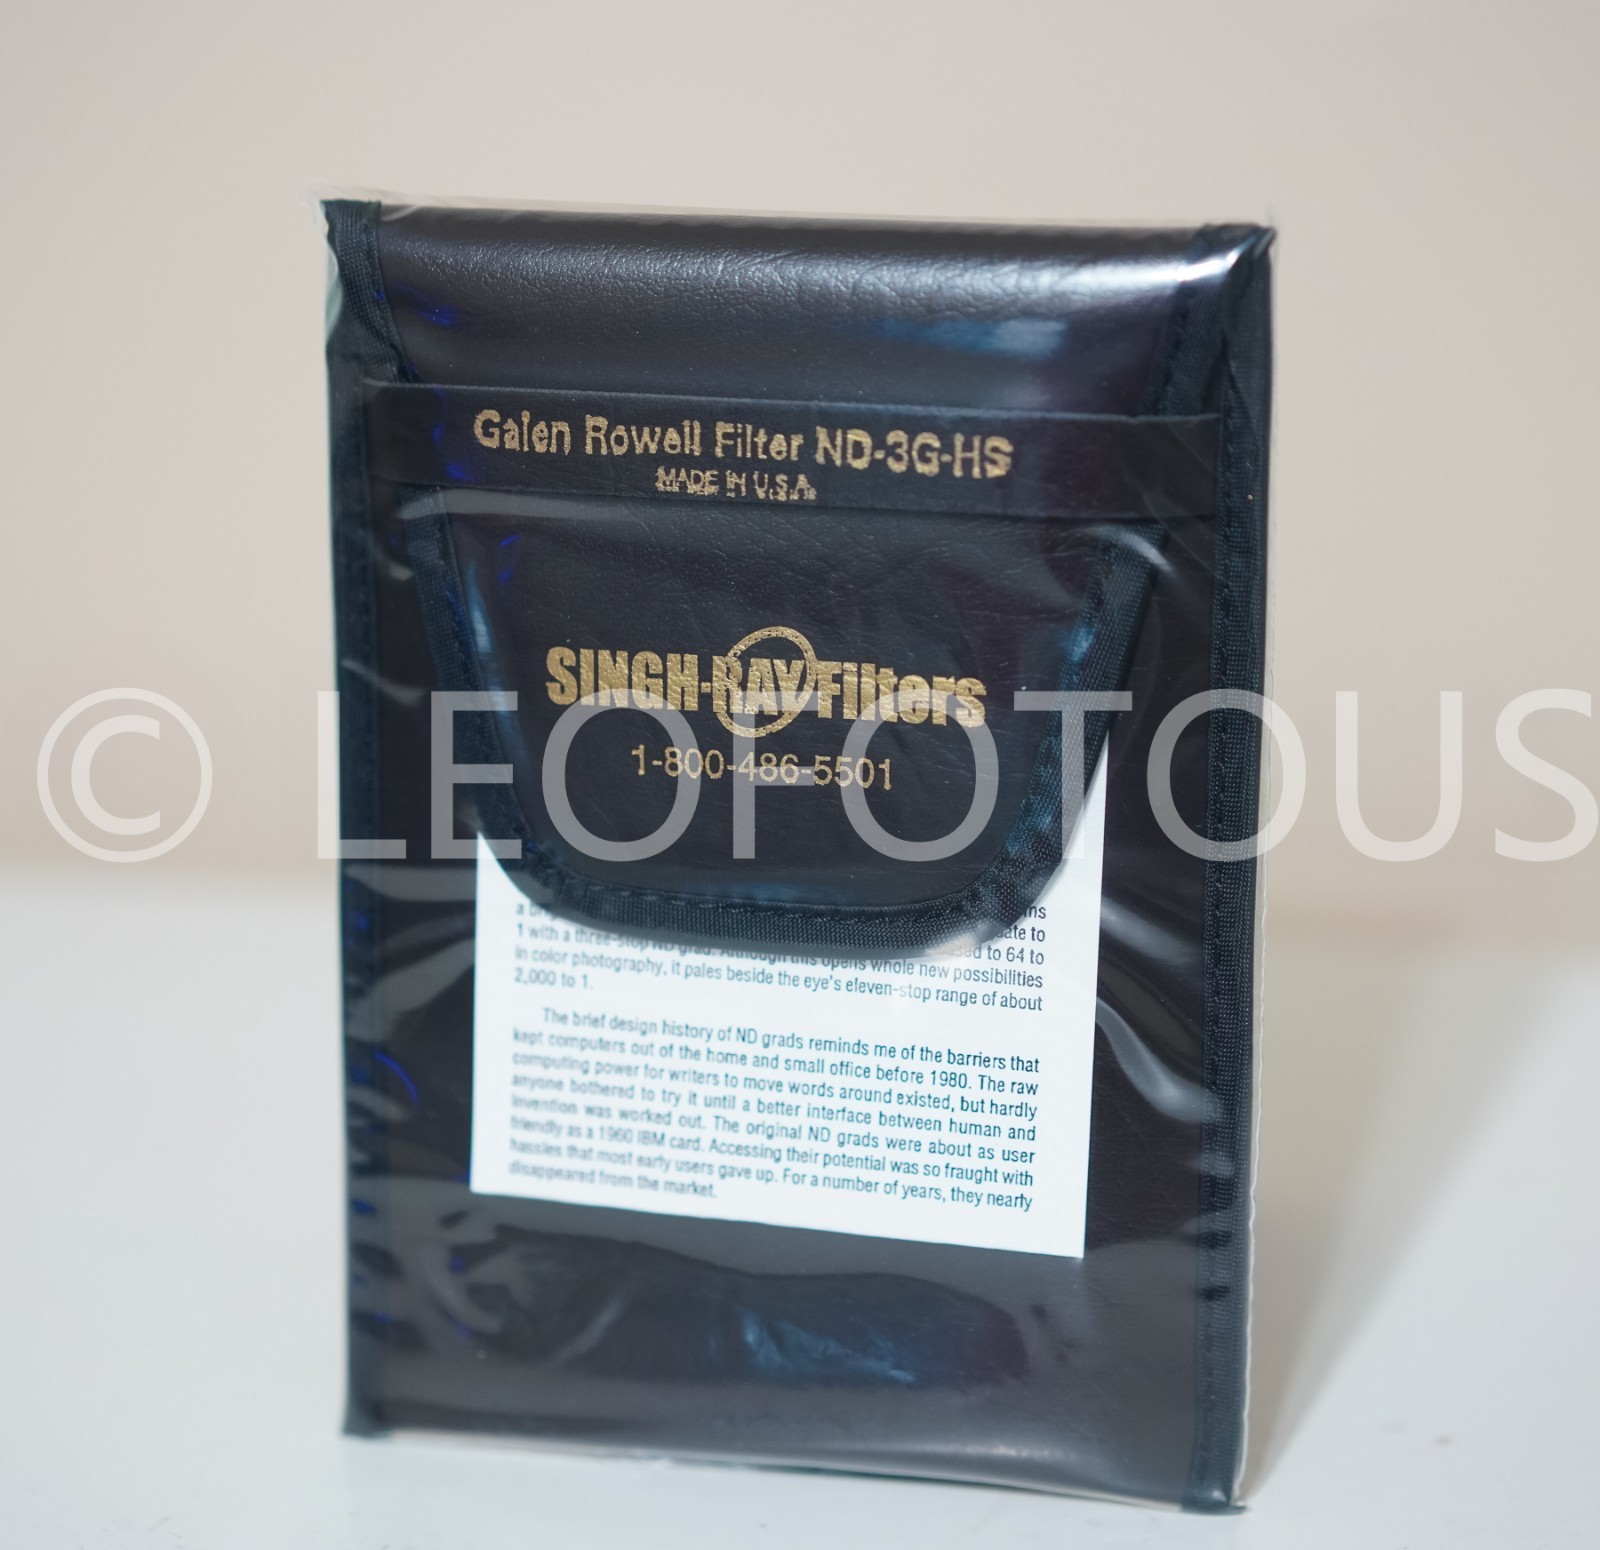 Galen Rowell Filter ND-3G-HS
MADE IN U.S.A.
SINGH-RAY Filters
1-800-486-5501
© LEOFOTOUS
ms
to
1 with a three-stop ND grad. Although this opens whole new possibilities to 64 to
in color photography, it pales beside the eye's eleven-stop range of about
2,000 to 1.
The brief design history of ND grads reminds me of the barriers that
kept computers out of the home and small office before 1980. The raw
computing power for writers to move words around existed, but hardly
anyone bothered to try it until a better interface between human and
invention was worked out. The original ND grads were about as user
friendly as a 1960 IBM card. Accessing their potential was so fraught with
hassles that most early users gave up. For a number of years, they nearly
disappeared from the market.